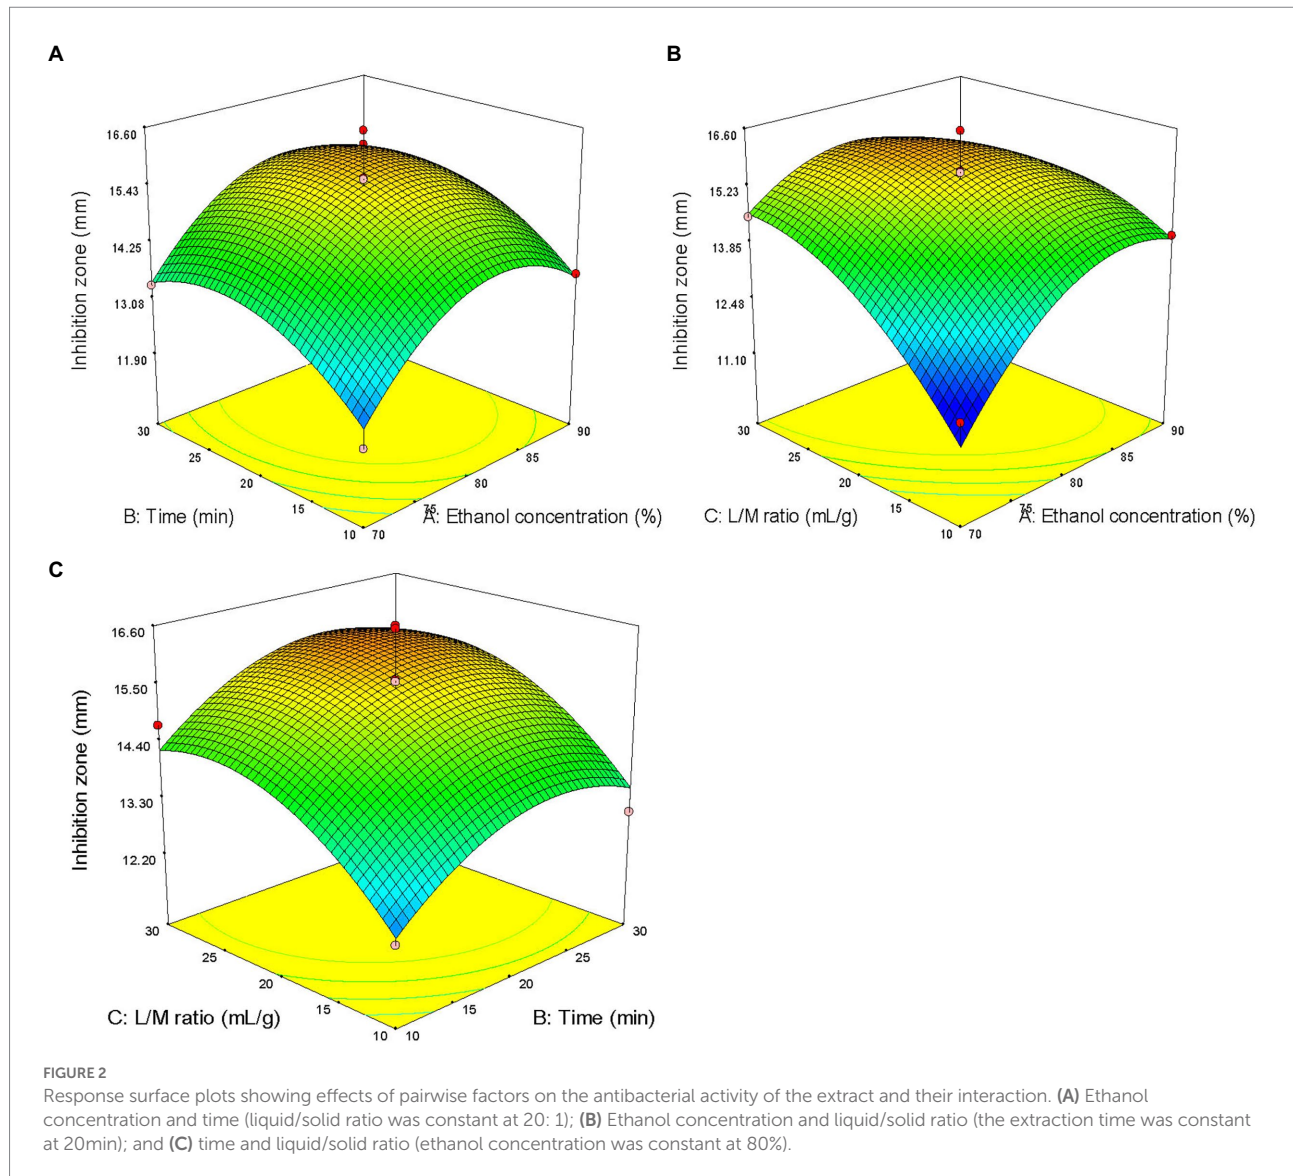 A
16.60
15.43
14.25
13.08
11.90
Inhibition zone (mm)
30
25
20
15
10
70
75
80
85
90
B: Time (min)
A: Ethanol concentration (%)
B
16.60
15.23
13.85
12.48
11.10
Inhibition zone (mm)
30
25
20
15
10
70
75
80
85
90
C: L/M ratio (mL/g)
A: Ethanol concentration (%)
C
16.60
15.50
14.40
13.30
12.20
Inhibition zone (mm)
30
25
20
15
10
10
15
20
25
30
C: L/M ratio (mL/g)
B: Time (min)
FIGURE 2
Response surface plots showing effects of pairwise factors on the antibacterial activity of the extract and their interaction. (A) Ethanol
concentration and time (liquid/solid ratio was constant at 20: 1); (B) Ethanol concentration and liquid/solid ratio (the extraction time was constant
at 20min); and (C) time and liquid/solid ratio (ethanol concentration was constant at 80%).